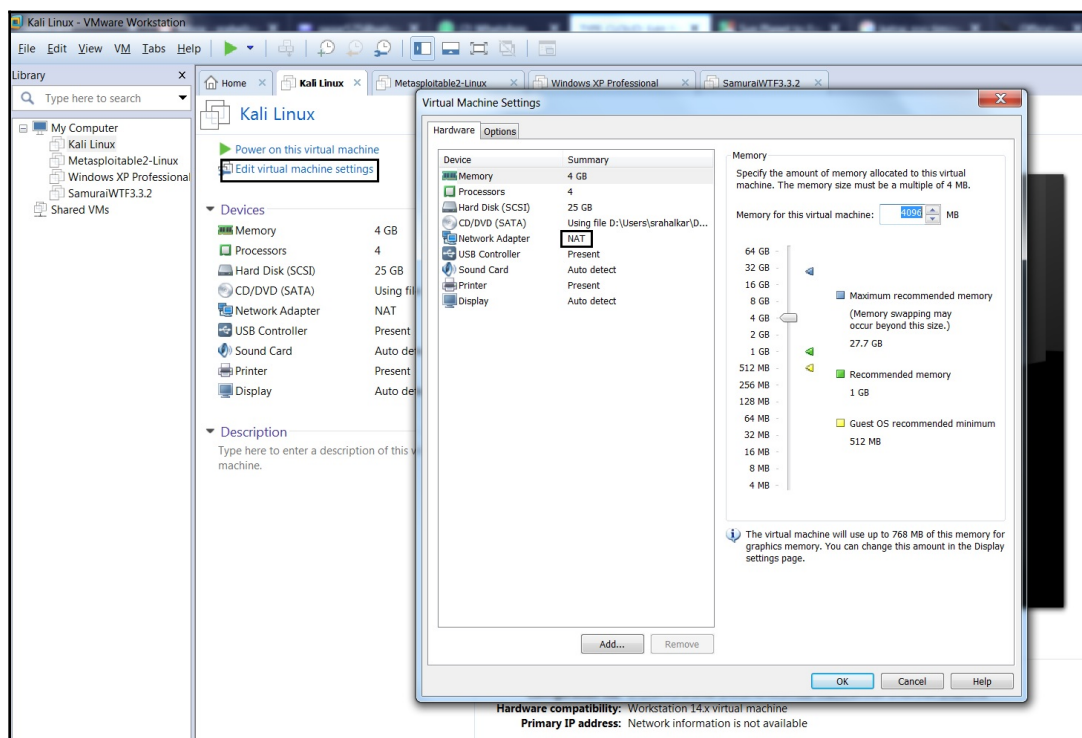 Kali Linux - VMware Workstation
File Edit View VM Tabs Help
Library X
Type here to search
My Computer
Kali Linux
Metasploitable2-Linux
Windows XP Professional
SamuraiWTF3.3.2
Shared VMs
Home × Kali Linux × Metasploitable2-Linux × Windows XP Professional × SamuraiWTF3.3.2 ×
Kali Linux
Power on this virtual machine
Edit virtual machine settings
Devices
Memory 4 GB
Processors 4
Hard Disk (SCSI) 25 GB
CD/DVD (SATA) Using fil
Network Adapter NAT
USB Controller Present
Sound Card Auto de
Printer Present
Display Auto de
Description
Type here to enter a description of this v
machine.
Virtual Machine Settings X
Hardware Options
Device Summary
Memory 4 GB
Processors 4
Hard Disk (SCSI) 25 GB
CD/DVD (SATA) Using file D:\Users\srahalkar\D...
Network Adapter NAT
USB Controller Present
Sound Card Auto detect
Printer Present
Display Auto detect
Add... Remove
Memory
Specify the amount of memory allocated to this virtual
machine. The memory size must be a multiple of 4 MB.
Memory for this virtual machine: 4096 MB
64 GB
32 GB
16 GB
8 GB
4 GB
2 GB
1 GB
512 MB
256 MB
128 MB
64 MB
32 MB
16 MB
8 MB
4 MB
Maximum recommended memory
(Memory swapping may
occur beyond this size.)
27.7 GB
Recommended memory
1 GB
Guest OS recommended minimum
512 MB
The virtual machine will use up to 768 MB of this memory for
graphics memory. You can change this amount in the Display
settings page.
OK Cancel Help
Hardware compatibility: Workstation 14.x virtual machine
Primary IP address: Network information is not available